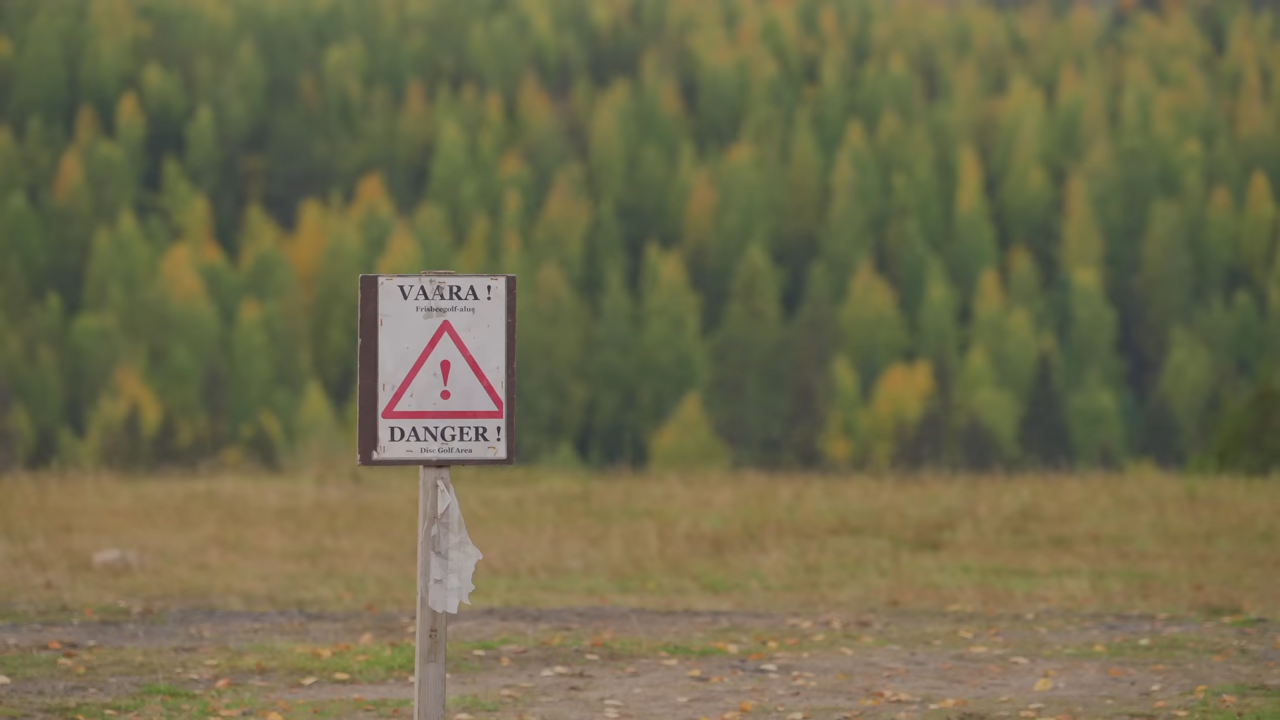 VAARA !
Frisbeegolf-alue
!
DANGER !
Disc Golf Area